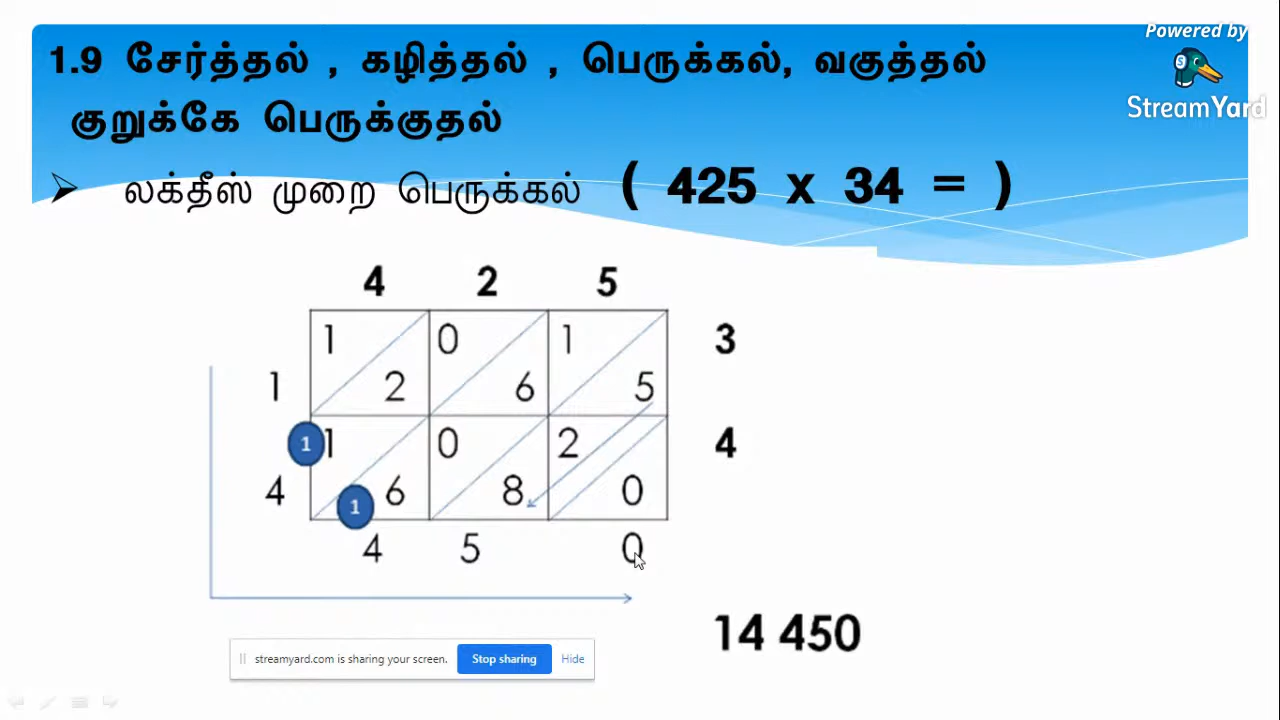 Powered by
StreamYard
1.9 சேர்த்தல் , கழித்தல் , பெருக்கல், வகுத்தல்
குறுக்கே பெருக்குதல்
➢ லக்தீஸ் முறை பெருக்கல் ( 425 x 34 = )
4 2 5
1 0 1 3
1 2 6 5
1 1 0 2 4
4 1 6 8 0
4 5 0
14 450
streamyard.com is sharing your screen. Stop sharing Hide